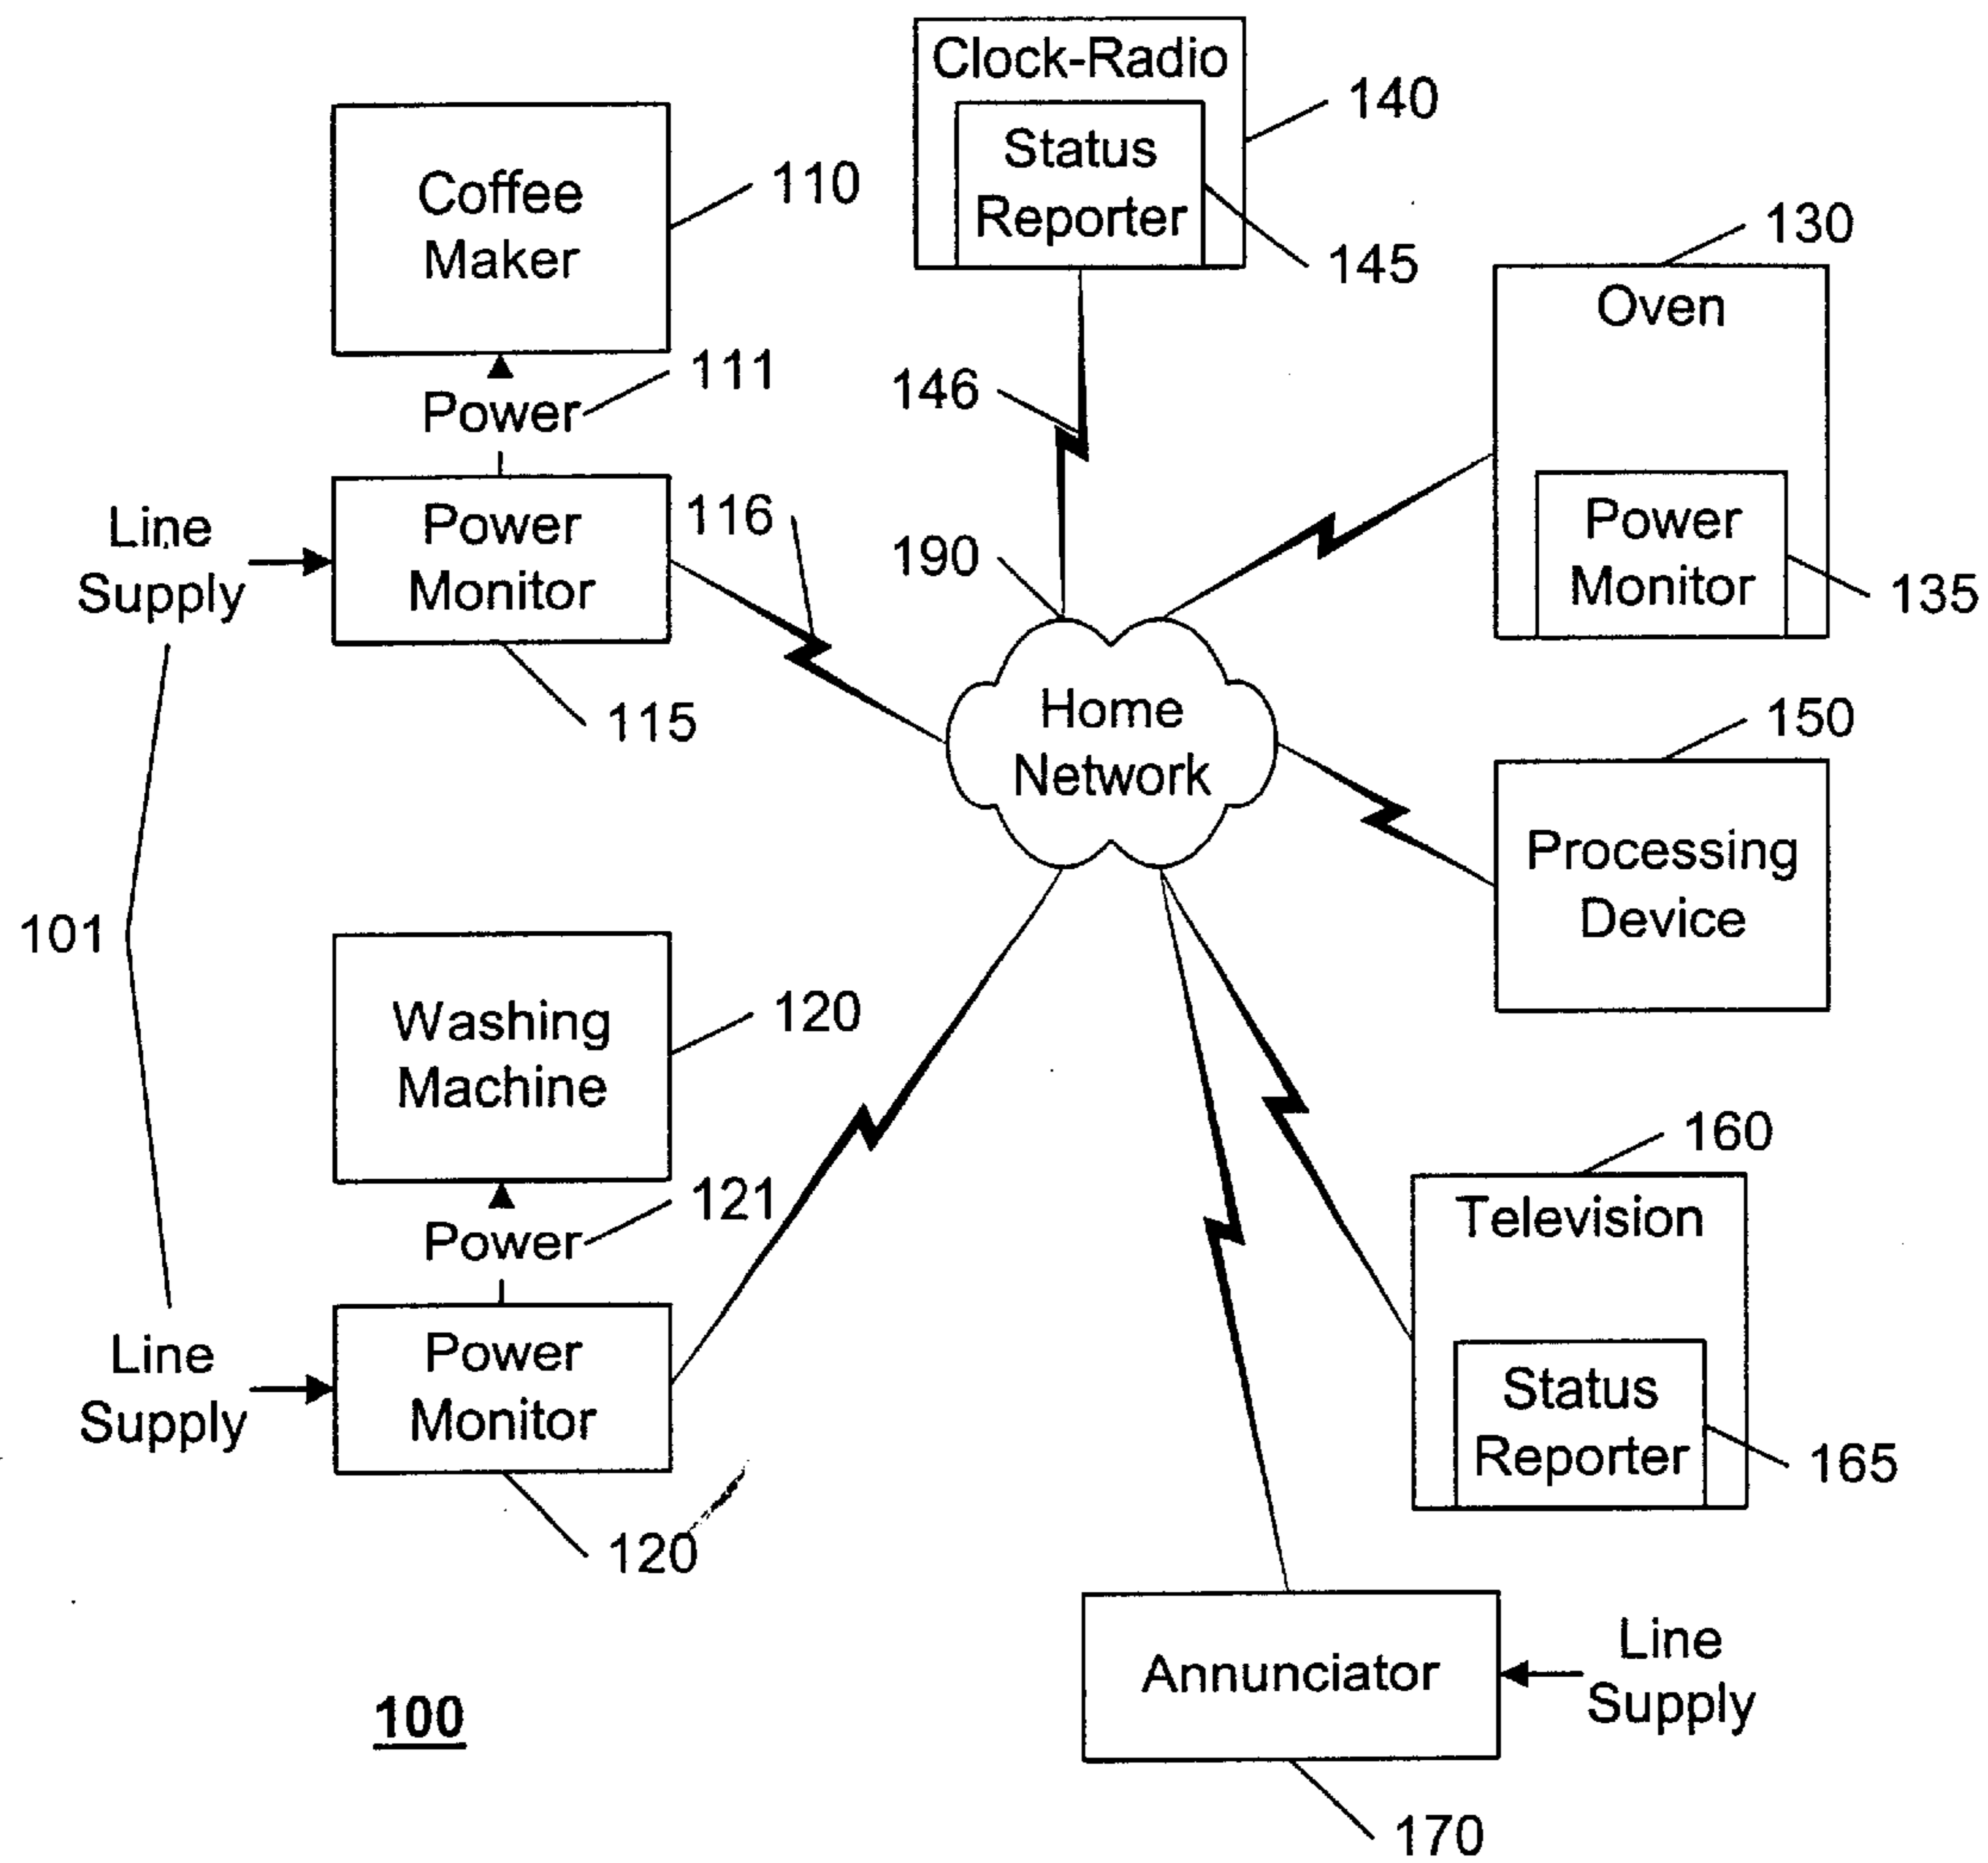 Clock-Radio
Status
Reporter
140
145
Coffee
Maker
110
130
Oven
Power
Monitor
135
Power
111
146
Line
Supply
Power
Monitor
116
190
115
Home
Network
150
Processing
Device
101
Washing
Machine
120
160
Television
Status
Reporter
165
Power
121
Line
Supply
Power
Monitor
120
Annunciator
Line
Supply
170
100